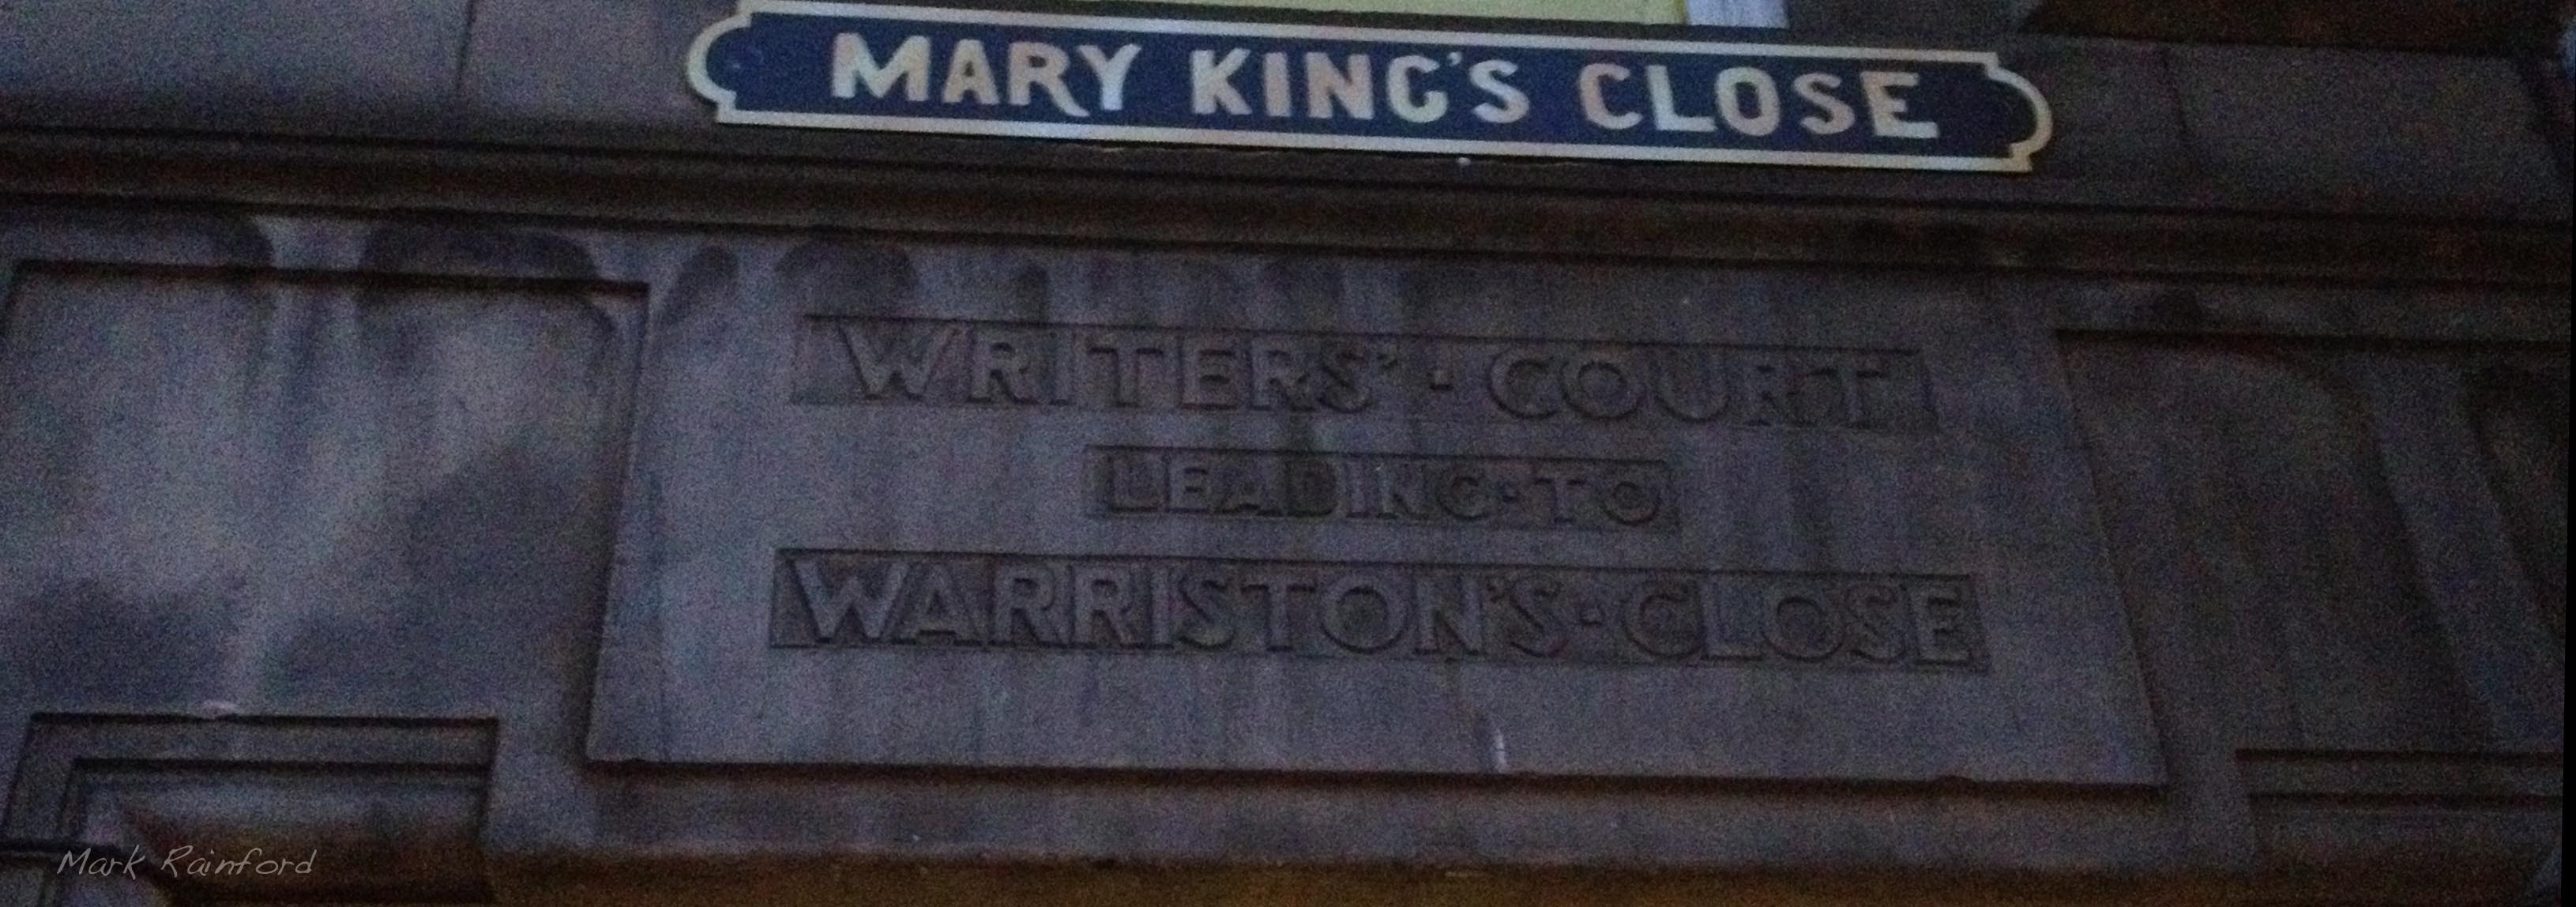 MARY KING'S CLOSE
WRITERS' · COURT
LEADING · TO
WARRISTON'S · CLOSE
Mark Rainford